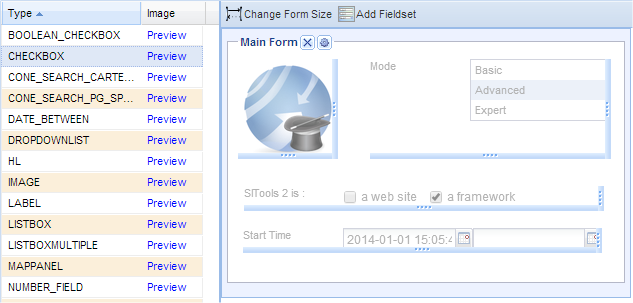 Type Image
BOOLEAN_CHECKBOX Preview
CHECKBOX Preview
CONE_SEARCH_CARTE... Preview
CONE_SEARCH_PG_SP... Preview
DATE_BETWEEN Preview
DROPDOWNLIST Preview
HL Preview
IMAGE Preview
LABEL Preview
LISTBOX Preview
LISTBOXMULTIPLE Preview
MAPPANEL Preview
NUMBER_FIELD Preview
Change Form Size Add Fieldset
Main Form
Mode
Basic
Advanced
Expert
SITools 2 is : a web site a framework
Start Time 2014-01-01 15:05:4